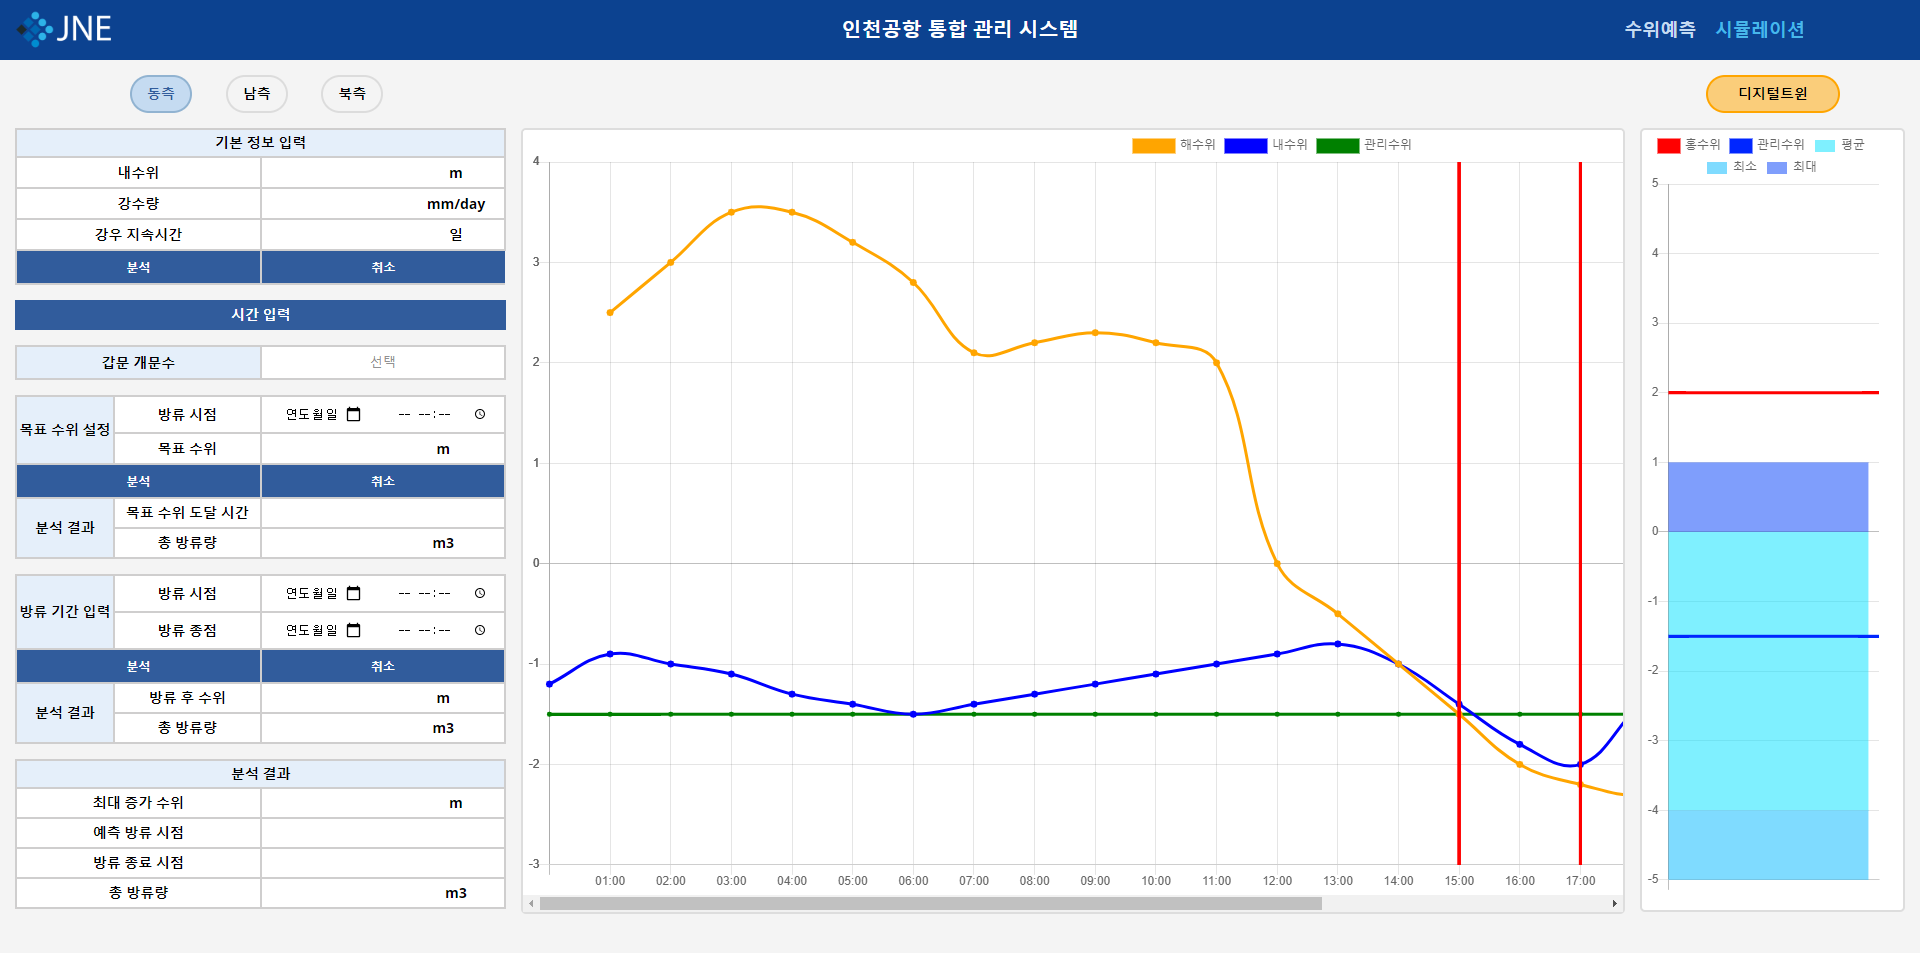 JNE
인천공항 통합 관리 시스템
수위예측 시뮬레이션
동측 남측 북측
디지털트윈
기본 정보 입력
내수위 m
강수량 mm/day
강우 지속시간 일
분석 취소
시간 입력
갑문 개문수 선택
목표 수위 설정
방류 시점 연도월일 -- --:--
목표 수위 m
분석 취소
분석 결과
목표 수위 도달 시간
총 방류량 m3
방류 기간 입력
방류 시점 연도월일 -- --:--
방류 종점 연도월일 -- --:--
분석 취소
분석 결과
방류 후 수위 m
총 방류량 m3
분석 결과
최대 증가 수위 m
예측 방류 시점
방류 종료 시점
총 방류량 m3
해수위 내수위 관리수위
4
3
2
1
0
-1
-2
-3
01:00 02:00 03:00 04:00 05:00 06:00 07:00 08:00 09:00 10:00 11:00 12:00 13:00 14:00 15:00 16:00 17:00
홍수위 관리수위 평균
최소 최대
5
4
3
2
1
0
-1
-2
-3
-4
-5